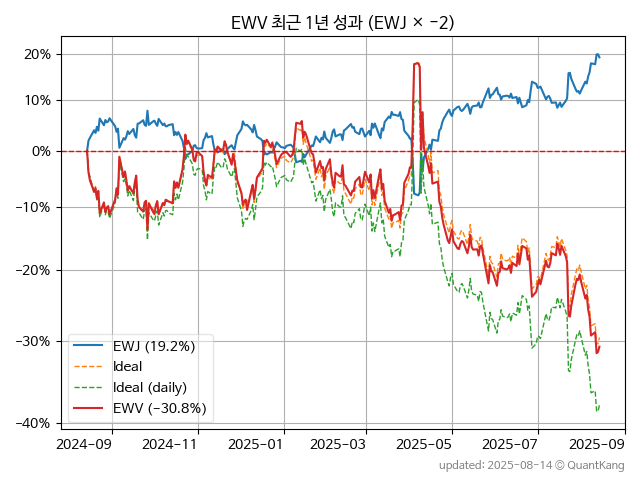 EWV 최근 1년 성과 (EWJ × −2)
20%
10%
0%
−10%
−20%
−30%
−40%
EWJ (19.2%)
Ideal
Ideal (daily)
EWV (−30.8%)
2024-09
2024-11
2025-01
2025-03
2025-05
2025-07
2025-09
updated: 2025-08-14 © QuantKang